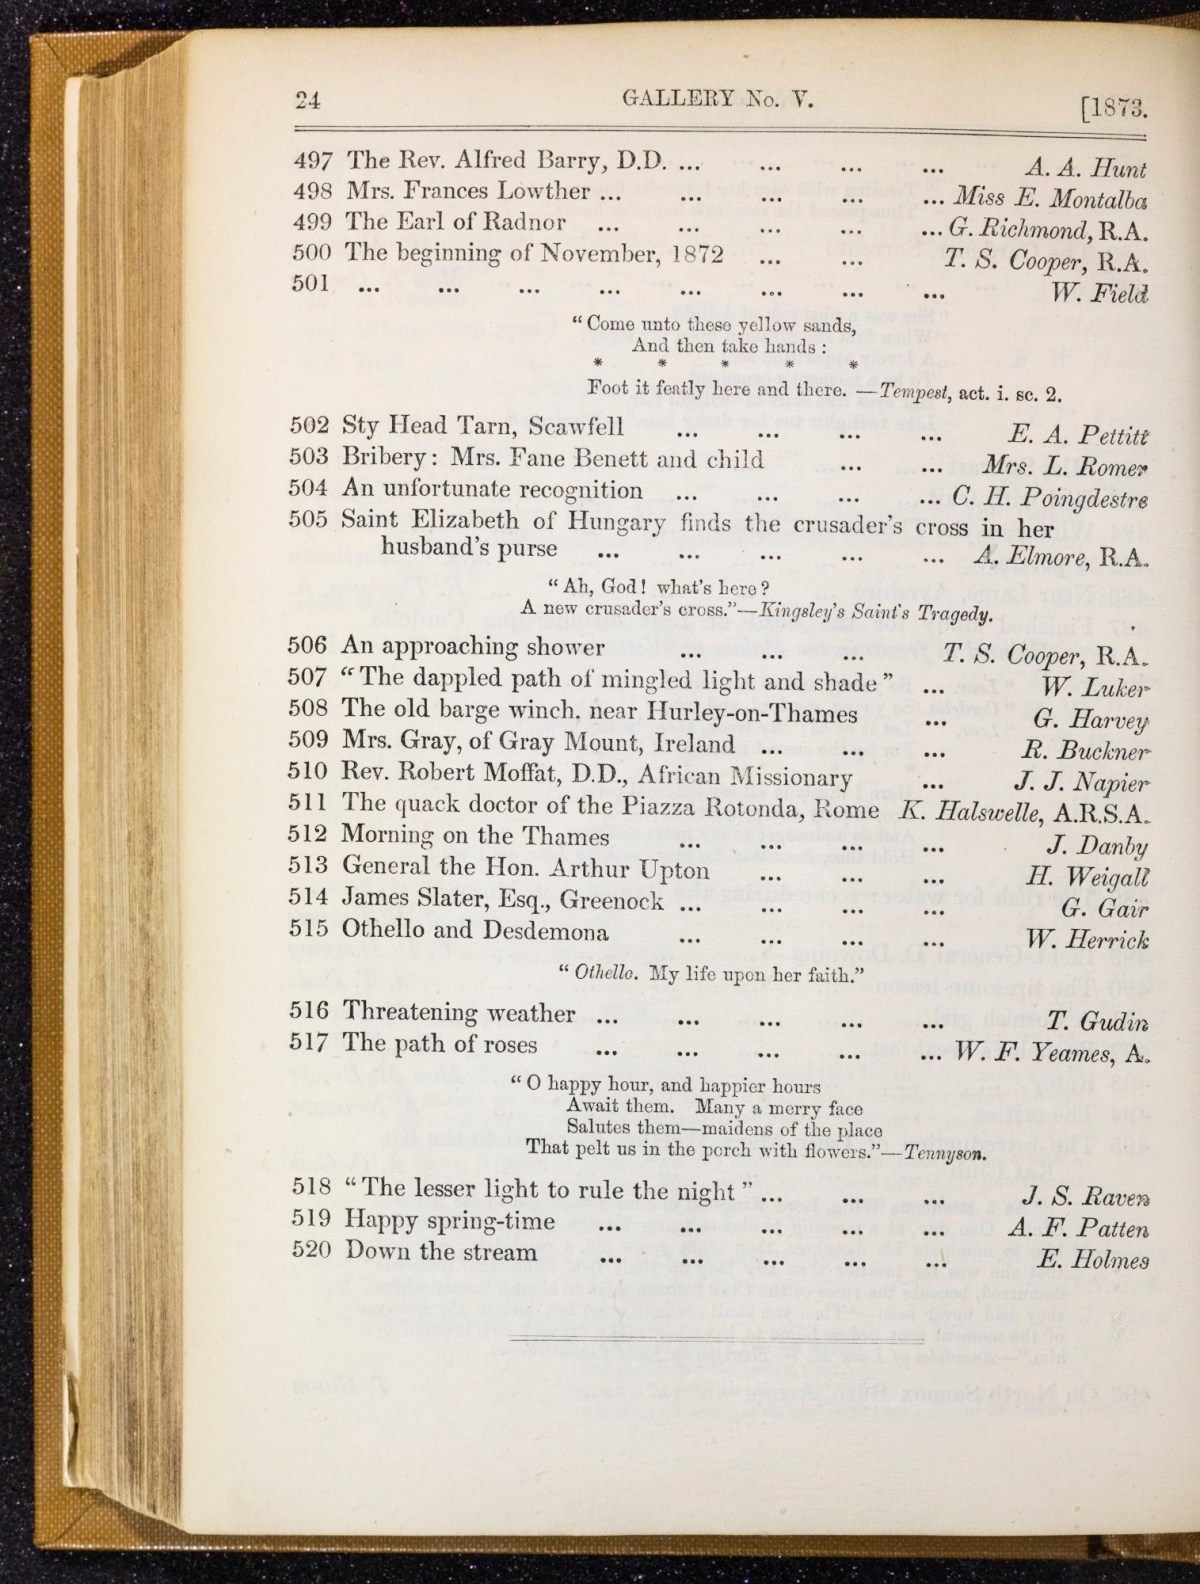 24 GALLERY No. V. [1873.
497 The Rev. Alfred Barry, D.D. ... ... ... ... A. A. Hunt
498 Mrs. Frances Lowther ... ... ... ... ... Miss E. Montalba
499 The Earl of Radnor ... ... ... ... ... G. Richmond, R.A.
500 The beginning of November, 1872 ... ... T. S. Cooper, R.A.
501 ... ... ... ... ... ... ... ... W. Field
“Come unto these yellow sands,
And then take hands:
* * * * *
Foot it featly here and there. —Tempest, act. i. sc. 2.
502 Sty Head Tarn, Scawfell ... ... ... ... E. A. Pettitt
503 Bribery: Mrs. Fane Benett and child ... ... Mrs. L. Romer
504 An unfortunate recognition ... ... ... ... C. H. Poingdestre
505 Saint Elizabeth of Hungary finds the crusader's cross in her
husband's purse ... ... ... ... ... A. Elmore, R.A.
“Ah, God! what's here?
A new crusader's cross.”—Kingsley's Saint's Tragedy.
506 An approaching shower ... ... ... T. S. Cooper, R.A.
507 “The dappled path of mingled light and shade” ... W. Luker
508 The old barge winch, near Hurley-on-Thames ... G. Harvey
509 Mrs. Gray, of Gray Mount, Ireland ... ... ... R. Buckner
510 Rev. Robert Moffat, D.D., African Missionary ... J. J. Napier
511 The quack doctor of the Piazza Rotonda, Rome K. Halswelle, A.R.S.A.
512 Morning on the Thames ... ... ... ... J. Danby
513 General the Hon. Arthur Upton ... ... ... H. Weigall
514 James Slater, Esq., Greenock ... ... ... ... G. Gair
515 Othello and Desdemona ... ... ... ... W. Herrick
“Othello. My life upon her faith.”
516 Threatening weather ... ... ... ... ... T. Gudin
517 The path of roses ... ... ... ... ... W. F. Yeames, A.
“O happy hour, and happier hours
Await them. Many a merry face
Salutes them—maidens of the place
That pelt us in the porch with flowers.”—Tennyson.
518 “The lesser light to rule the night” ... ... ... J. S. Raven
519 Happy spring-time ... ... ... ... ... A. F. Patten
520 Down the stream ... ... ... ... ... E. Holmes